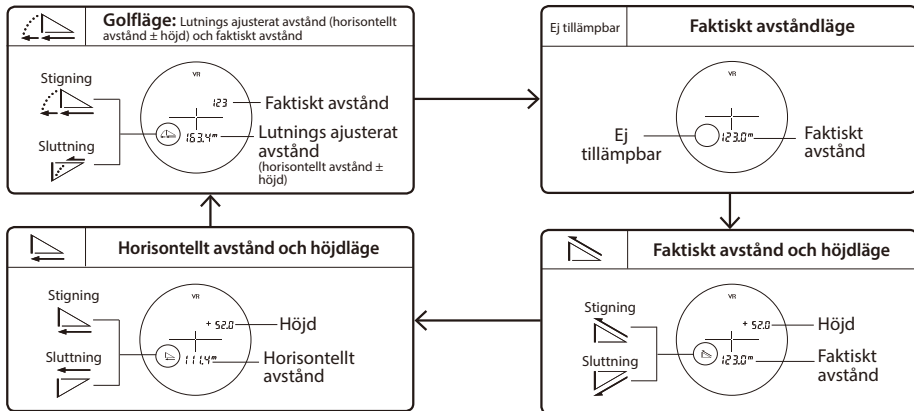 Golfläge: Lutnings ajusterat avstånd (horisontellt
avstånd ± höjd) och faktiskt avstånd
Stigning
Sluttning
VR
123
163.4m
Faktiskt avstånd
Lutnings ajusterat
avstånd
(horisontellt avstånd ±
höjd)
Ej tillämpbar
Faktiskt avståndläge
VR
123.0m
Ej
tillämpbar
Faktiskt
avstånd
Horisontellt avstånd och höjdläge
Stigning
Sluttning
VR
+ 52.0
111.4m
Höjd
Horisontellt
avstånd
Faktiskt avstånd och höjdläge
Stigning
Sluttning
VR
+ 52.0
123.0m
Höjd
Faktiskt
avstånd